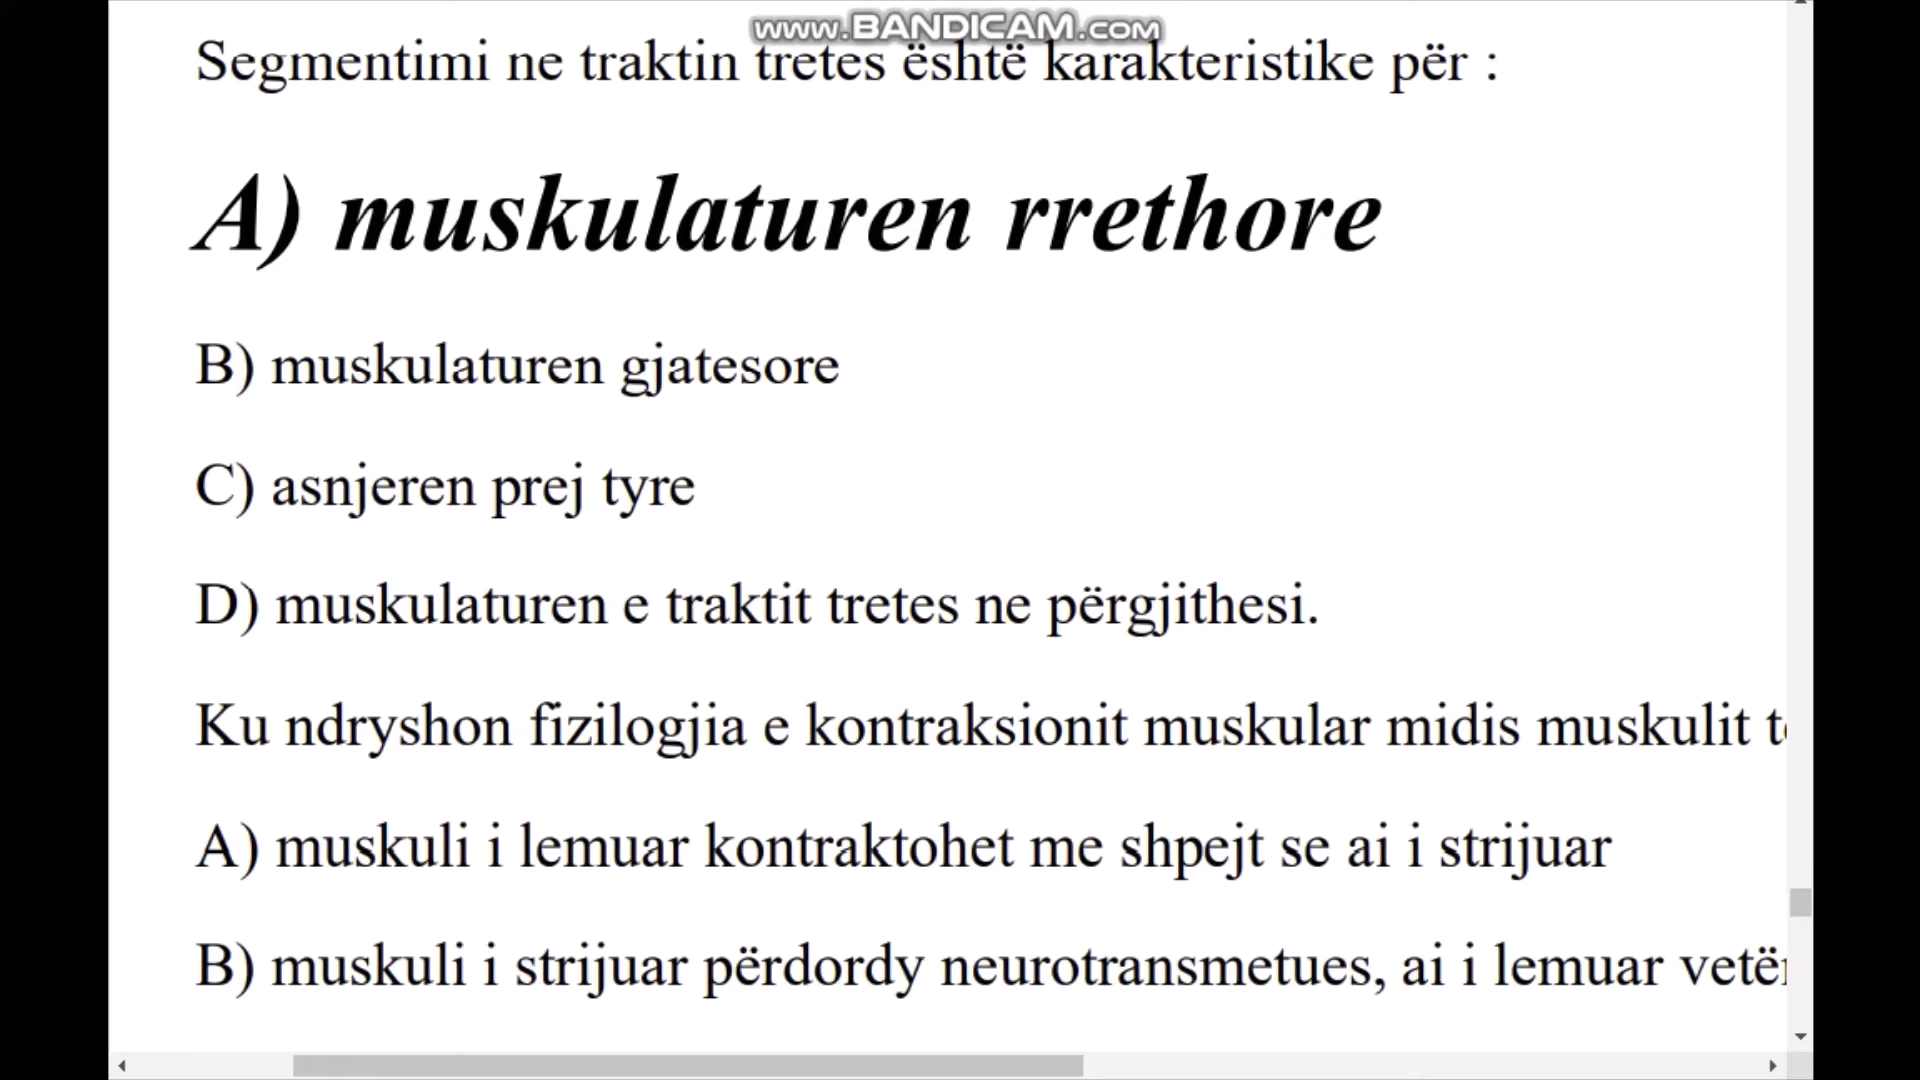 www.BANDICAM.com
Segmentimi ne traktin tretes është karakteristike për :
A) muskulaturen rrethore
B) muskulaturen gjatesore
C) asnjeren prej tyre
D) muskulaturen e traktit tretes ne përgjithesi.
Ku ndryshon fizilogjia e kontraksionit muskular midis muskulit
A) muskuli i lemuar kontraktohet me shpejt se ai i strijuar
B) muskuli i strijuar përdordy neurotransmetues, ai i lemuar